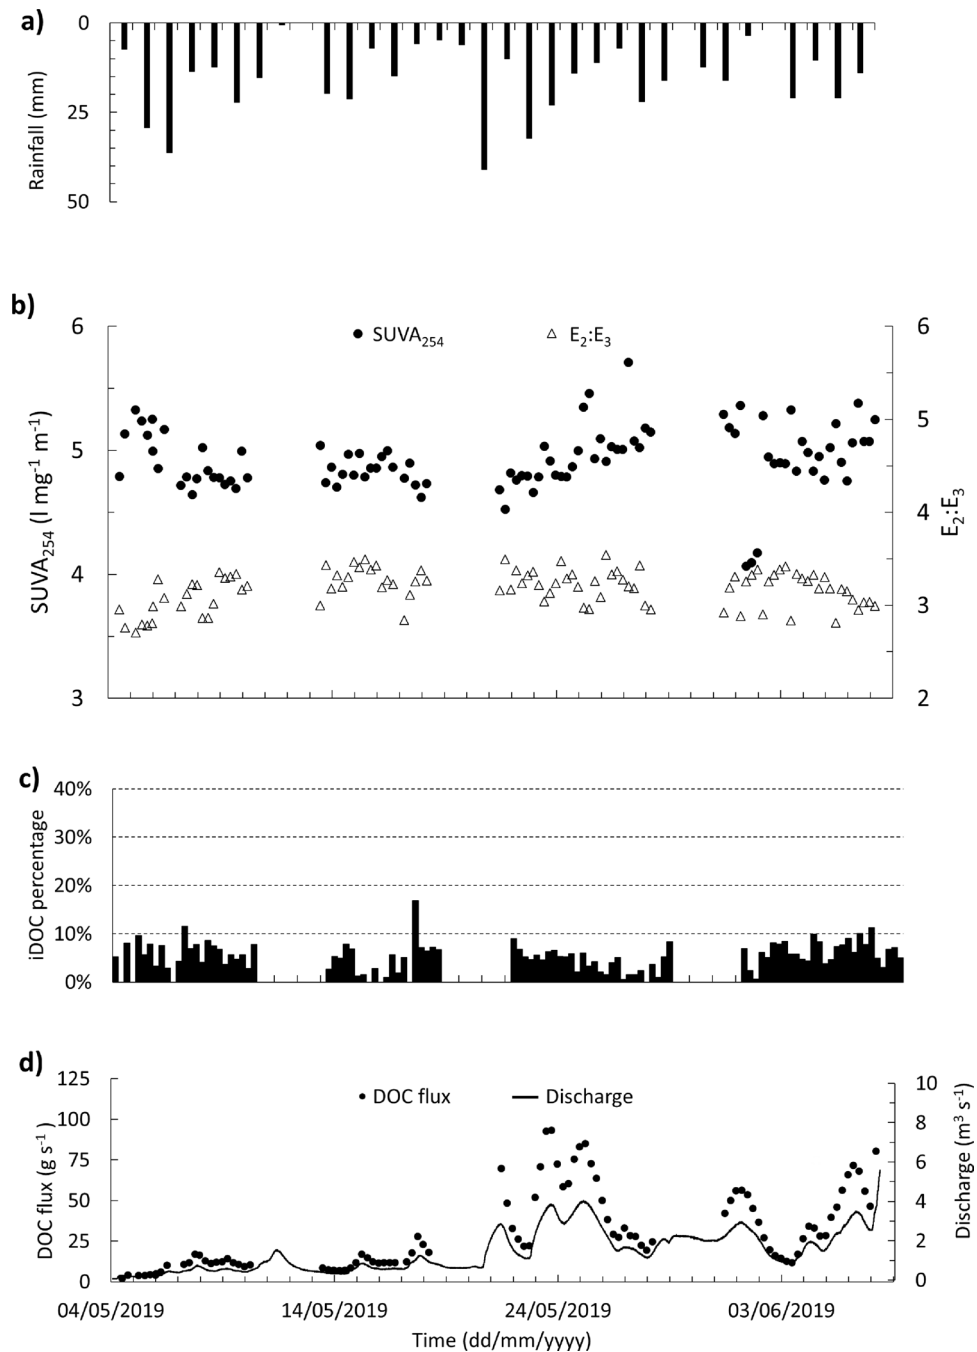 a)
0
25
50
Rainfall (mm)
b)
6
5
4
3
SUVA254 (l mg-1 m-1)
SUVA254
E2:E3
6
5
4
3
2
E2:E3
c)
40%
30%
20%
10%
0%
iDOC percentage
d)
125
100
75
50
25
0
DOC flux (g s-1)
DOC flux
Discharge
10
8
6
4
2
0
Discharge (m3 s-1)
04/05/2019
14/05/2019
24/05/2019
03/06/2019
Time (dd/mm/yyyy)